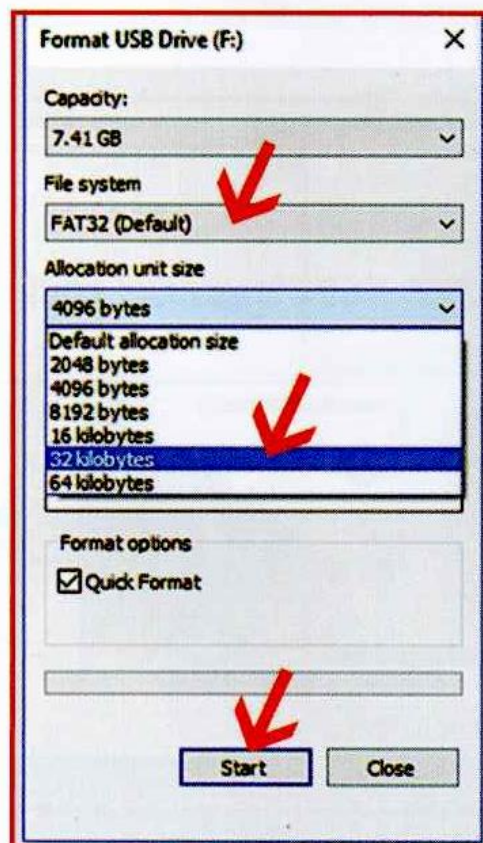 Format USB Drive (F:)
Capacity:
7.41 GB
File system
FAT32 (Default)
Allocation unit size
4096 bytes
Default allocation size
2048 bytes
4096 bytes
8192 bytes
16 kilobytes
32 kilobytes
64 kilobytes
Format options
Quick Format
Start
Close